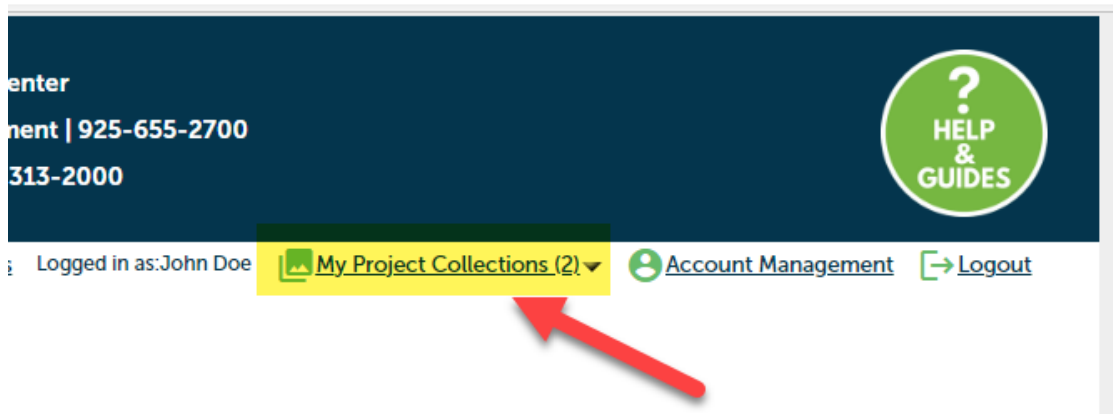 enter
ment | 925-655-2700
313-2000
?
HELP
&
GUIDES
Logged in as:John Doe My Project Collections (2) Account Management Logout